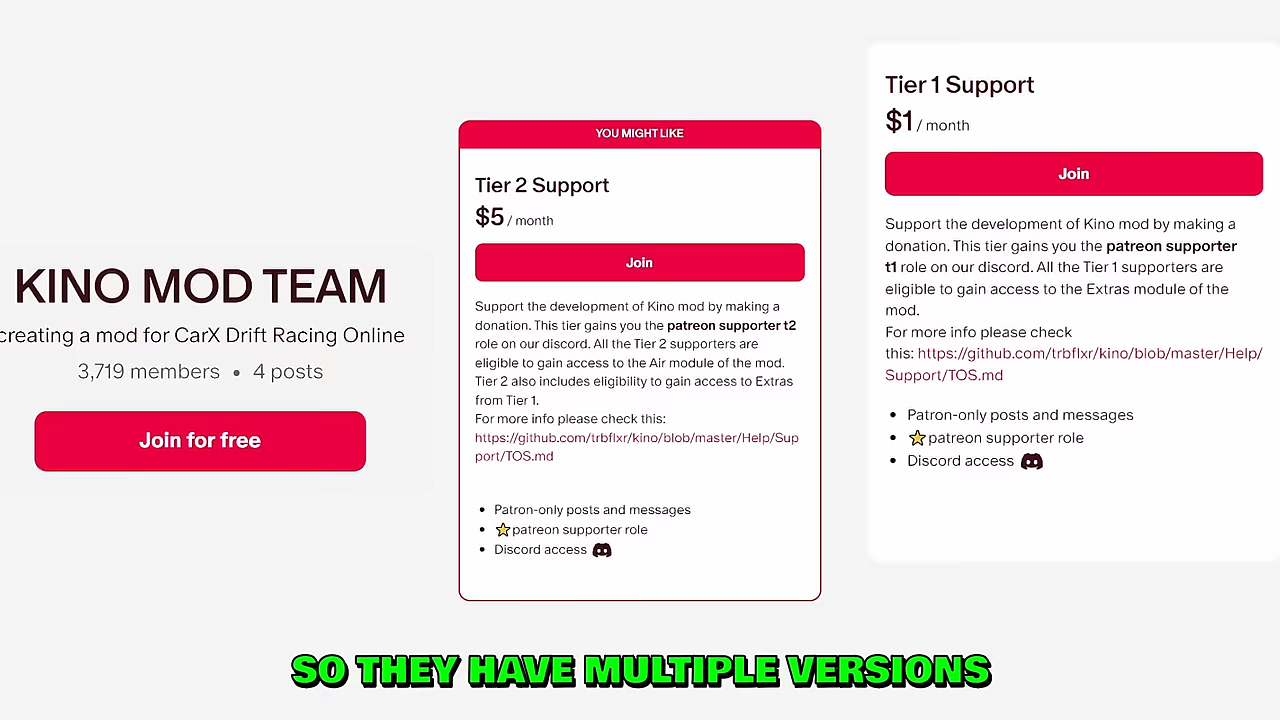 KINO MOD TEAM
creating a mod for CarX Drift Racing Online
3,719 members • 4 posts
Join for free
YOU MIGHT LIKE
Tier 2 Support
$5 / month
Join
Support the development of Kino mod by making a
donation. This tier gains you the patreon supporter t2
role on our discord. All the Tier 2 supporters are
eligible to gain access to the Air module of the mod.
Tier 2 also includes eligibility to gain access to Extras
from Tier 1.
For more info please check this:
https://github.com/trbflxr/kino/blob/master/Help/Sup
port/TOS.md
• Patron-only posts and messages
• ⭐patreon supporter role
• Discord access
Tier 1 Support
$1 / month
Join
Support the development of Kino mod by making a
donation. This tier gains you the patreon supporter
t1 role on our discord. All the Tier 1 supporters are
eligible to gain access to the Extras module of the
mod.
For more info please check
this: https://github.com/trbflxr/kino/blob/master/Help/
Support/TOS.md
• Patron-only posts and messages
• ⭐patreon supporter role
• Discord access
SO THEY HAVE MULTIPLE VERSIONS